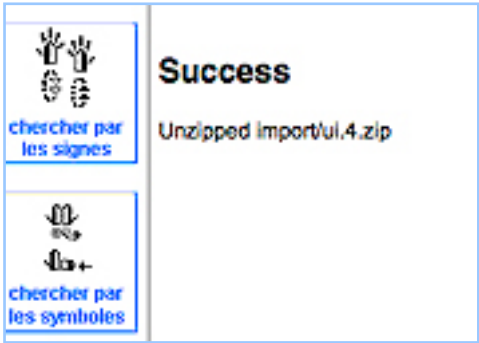 chercher par
les signes
chercher par
les symboles
Success
Unzipped import/ui.4.zip